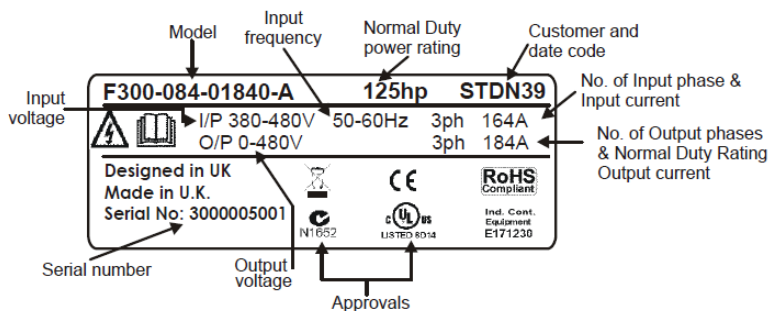 Model
Input
frequency
Normal Duty
power rating
Customer and
date code
Input
voltage
F300-084-01840-A 125hp STDN39
I/P 380-480V 50-60Hz 3ph 164A
O/P 0-480V 3ph 184A
No. of Input phase &
Input current
No. of Output phases
& Normal Duty Rating
Output current
Designed in UK
Made in U.K.
Serial No: 3000005001
CE
RoHS
Compliant
N1652
C UL US
LISTED 8D14
Ind. Cont.
Equipment
E171230
Serial number
Output
voltage
Approvals